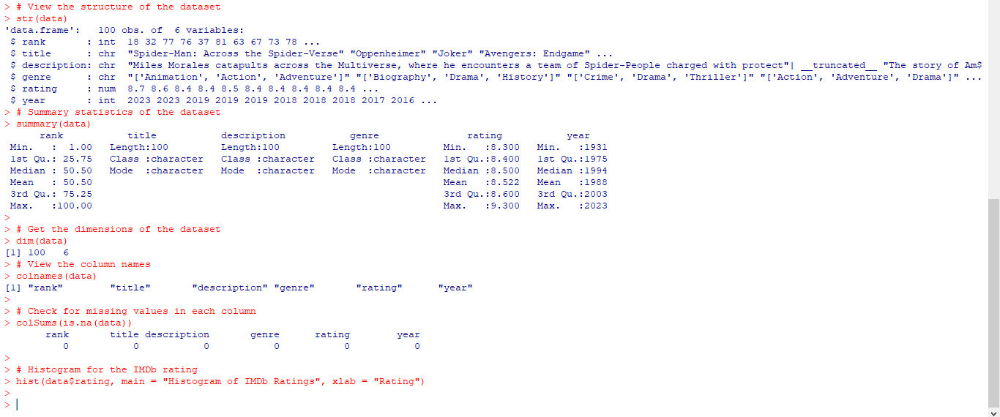 > # View the structure of the dataset
> str(data)
'data.frame':   100 obs. of  6 variables:
 $ rank       : int  18 32 77 76 37 81 63 67 73 78 ...
 $ title      : chr  "Spider-Man: Across the Spider-Verse" "Oppenheimer" "Joker" "Avengers: Endgame" ...
 $ description: chr  "Miles Morales catapults across the Multiverse, where he encounters a team of Spider-People charged with protect"| __truncated__ "The story of Am$
 $ genre      : chr  "['Animation', 'Action', 'Adventure']" "['Biography', 'Drama', 'History']" "['Crime', 'Drama', 'Thriller']" "['Action', 'Adventure', 'Drama']" ...
 $ rating     : num  8.7 8.6 8.4 8.4 8.5 8.4 8.4 8.4 8.4 8.4 ...
 $ year       : int  2023 2023 2019 2019 2019 2018 2018 2018 2017 2016 ...
> # Summary statistics of the dataset
> summary(data)
      rank           title           description           genre               rating           year     
 Min.   :  1.00   Length:100         Length:100         Length:100         Min.   :8.300   Min.   :1931  
 1st Qu.: 25.75   Class :character   Class :character   Class :character   1st Qu.:8.400   1st Qu.:1975  
 Median : 50.50   Mode  :character   Mode  :character   Mode  :character   Median :8.500   Median :1994  
 Mean   : 50.50                                                            Mean   :8.522   Mean   :1988  
 3rd Qu.: 75.25                                                            3rd Qu.:8.600   3rd Qu.:2003  
 Max.   :100.00                                                            Max.   :9.300   Max.   :2023  
>
> # Get the dimensions of the dataset
> dim(data)
[1] 100   6
> # View the column names
> colnames(data)
[1] "rank"        "title"       "description" "genre"       "rating"      "year"
>
> # Check for missing values in each column
> colSums(is.na(data))
       rank       title description       genre      rating        year 
          0           0           0           0           0           0 
>
> # Histogram for the IMDb rating
> hist(data$rating, main = "Histogram of IMDb Ratings", xlab = "Rating")
>
>